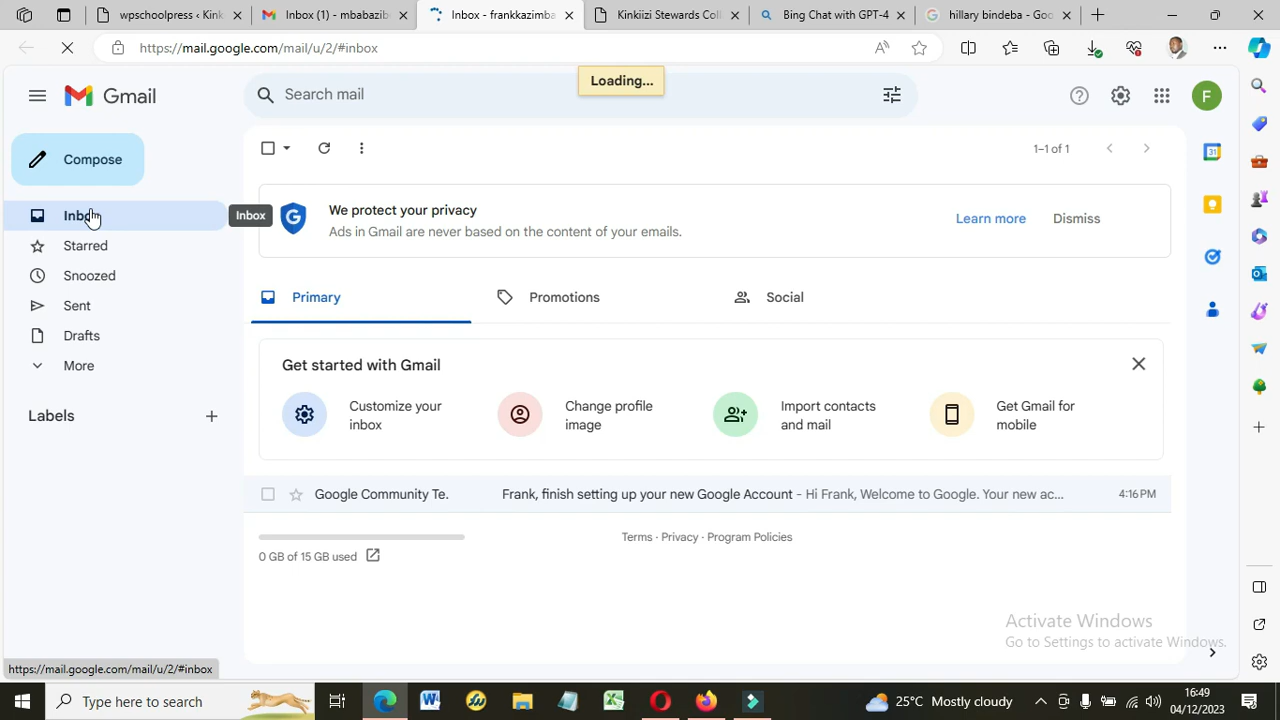 wpschoolpress ‹ Kink
Inbox (1) - mbabazib
Inbox - frankazimba
Kinkizi Stewards Coll
Bing Chat with GPT-4
hillary bindeba - Goo
https://mail.google.com/mail/u/2/#inbox
Loading...
Gmail
Search mail
F
Compose
1–1 of 1
Inbox
Inbox
Starred
Snoozed
Sent
Drafts
More
Labels
We protect your privacy
Ads in Gmail are never based on the content of your emails.
Learn more
Dismiss
Primary
Promotions
Social
Get started with Gmail
Customize your
inbox
Change profile
image
Import contacts
and mail
Get Gmail for
mobile
Google Community Te.
Frank, finish setting up your new Google Account - Hi Frank, Welcome to Google. Your new ac...
4:16 PM
Terms · Privacy · Program Policies
0 GB of 15 GB used
31
Activate Windows
Go to Settings to activate Windows.
https://mail.google.com/mail/u/2/#inbox
Type here to search
25°C Mostly cloudy
16:49
04/12/2023